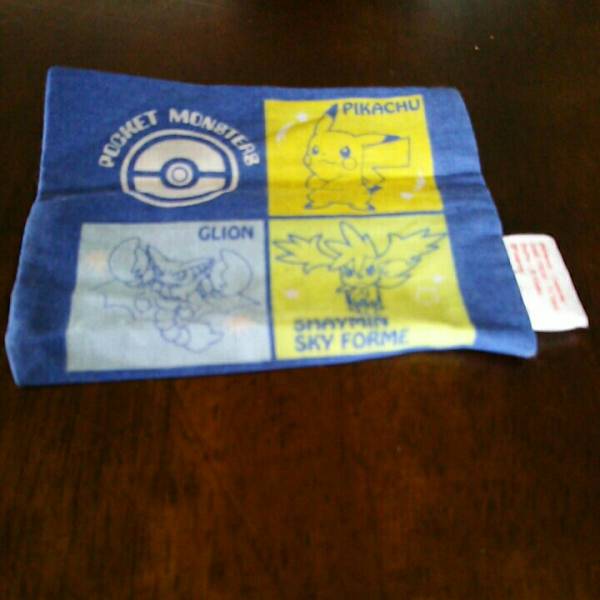 POCKET MONSTERS
PIKACHU
GLION
SHAYMIN
SKY FORME